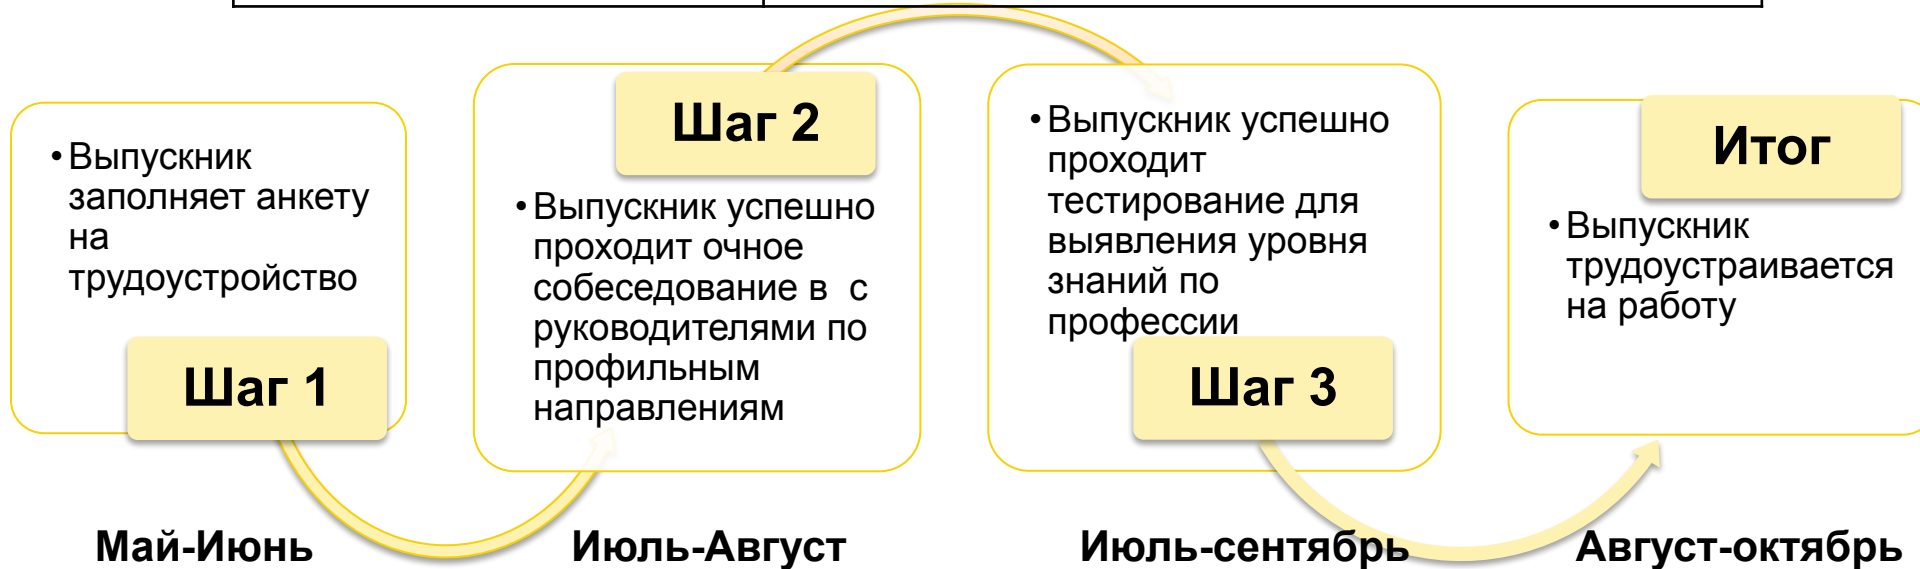 •Выпускник
заполняет анкету
на
трудоустройство
Шаг 1
Май-Июнь
Шаг 2
•Выпускник успешно
проходит очное
собеседование в  с
руководителями по
профильным
направлениям
Июль-Август
•Выпускник успешно
проходит
тестирование для
выявления уровня
знаний по
профессии
Шаг 3
Июль-сентябрь
Итог
•Выпускник
трудоустраивается
на работу
Август-октябрь